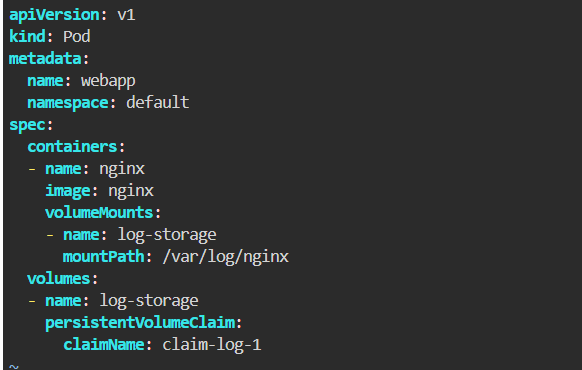 apiVersion: v1
kind: Pod
metadata:
  name: webapp
  namespace: default
spec:
  containers:
  - name: nginx
    image: nginx
    volumeMounts:
    - name: log-storage
      mountPath: /var/log/nginx
  volumes:
  - name: log-storage
    persistentVolumeClaim:
      claimName: claim-log-1
~